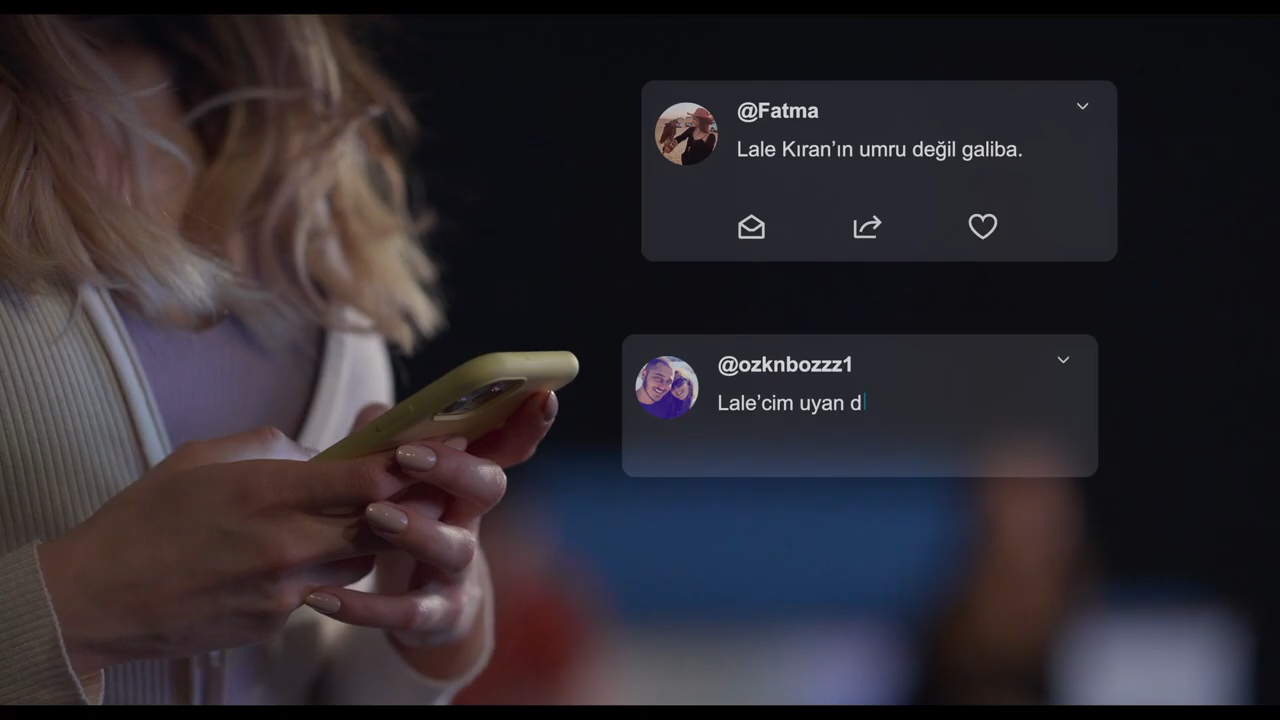 @Fatma
Lale Kıran’ın umru değil galiba.
@ozknbozzz1
Lale’cim uyan d